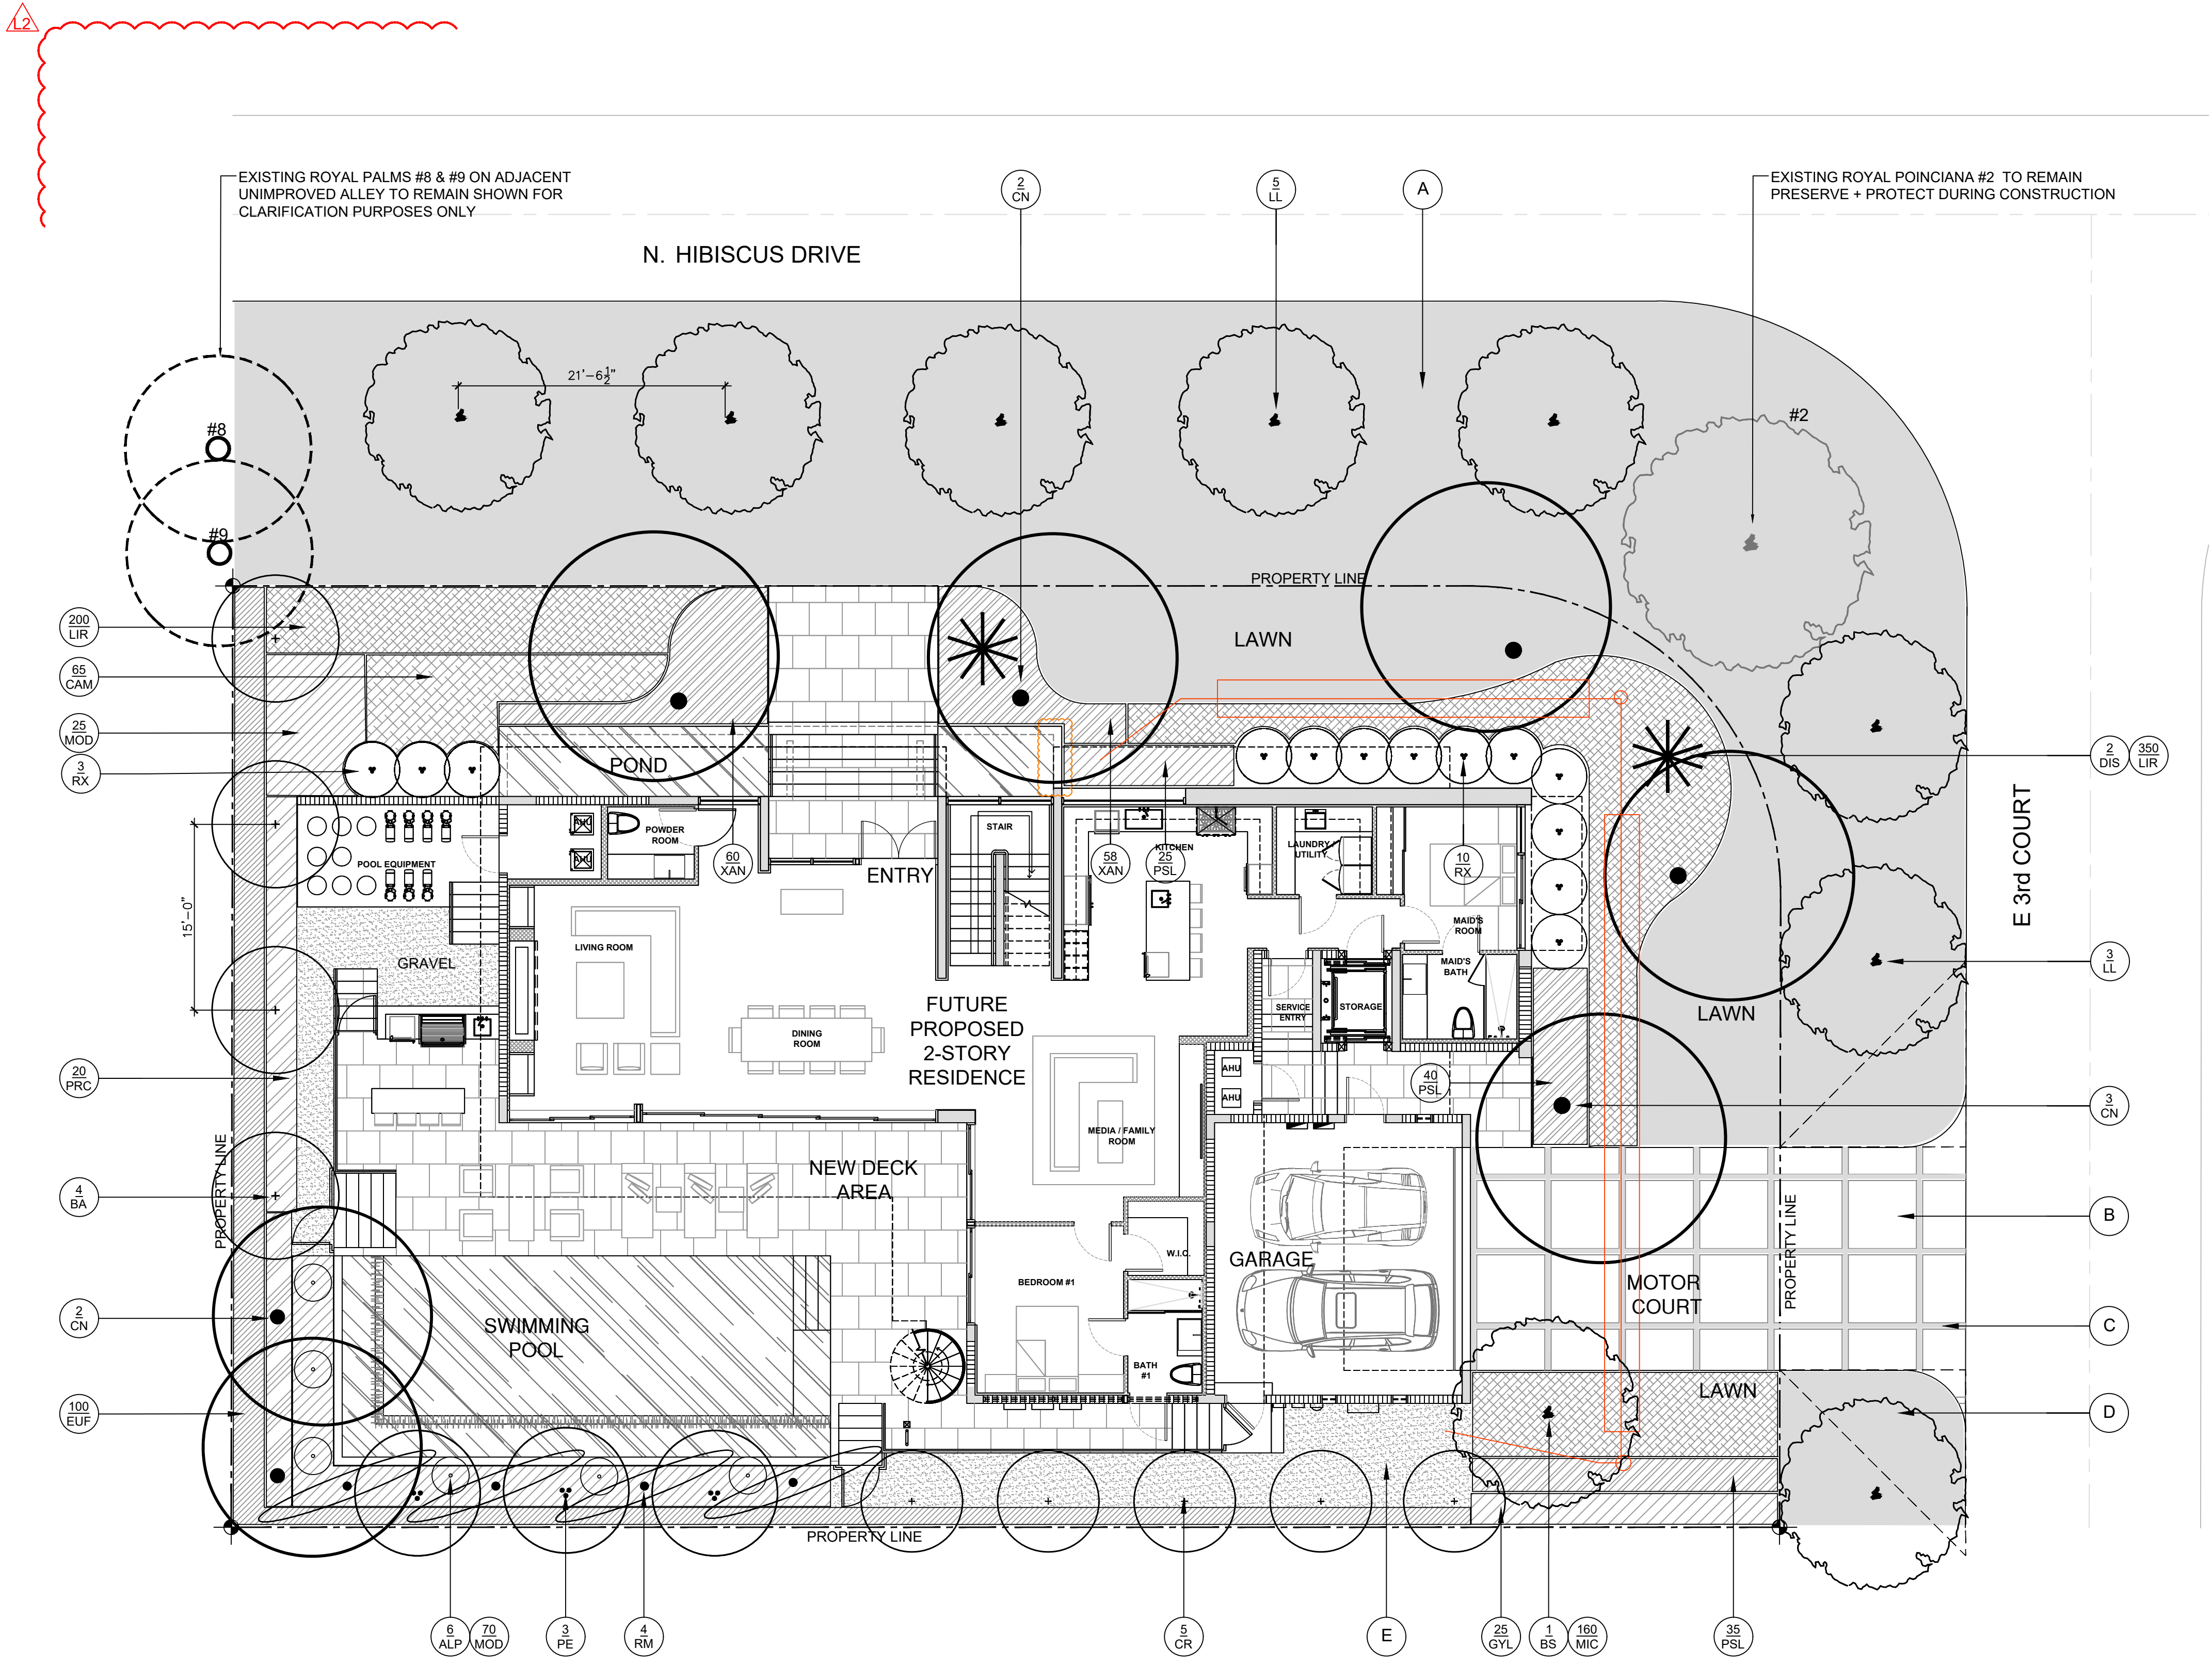 L2
EXISTING ROYAL PALMS #8 & #9 ON ADJACENT
UNIMPROVED ALLEY TO REMAIN SHOWN FOR
CLARIFICATION PURPOSES ONLY
2
CN
5
LL
A
EXISTING ROYAL POINCIANA #2 TO REMAIN
PRESERVE + PROTECT DURING CONSTRUCTION
N. HIBISCUS DRIVE
21'-6½"
#2
#8
#9
PROPERTY LINE
200
LIR
LAWN
65
CAM
25
MOD
3
RX
POND
2
DIS
350
LIR
E 3rd COURT
AHU
POWDER
ROOM
STAIR
KITCHEN
LAUNDRY /
UTILITY
AHU
POOL EQUIPMENT
60
XAN
ENTRY
58
XAN
25
PSL
10
RX
15'-0"
MAID'S
ROOM
LIVING ROOM
GRAVEL
MAID'S
BATH
3
LL
FUTURE
PROPOSED
2-STORY
RESIDENCE
SERVICE
ENTRY
STORAGE
LAWN
DINING
ROOM
20
PRC
AHU
AHU
40
PSL
3
CN
MEDIA / FAMILY
ROOM
PROPERTY LINE
NEW DECK
AREA
4
BA
PROPERTY LINE
B
W.I.C.
GARAGE
BEDROOM #1
MOTOR
COURT
2
CN
SWIMMING
POOL
C
BATH
#1
LAWN
100
EUF
D
PROPERTY LINE
6
ALP
70
MOD
3
PE
4
RM
5
CR
E
25
GYL
1
BS
160
MIC
35
PSL